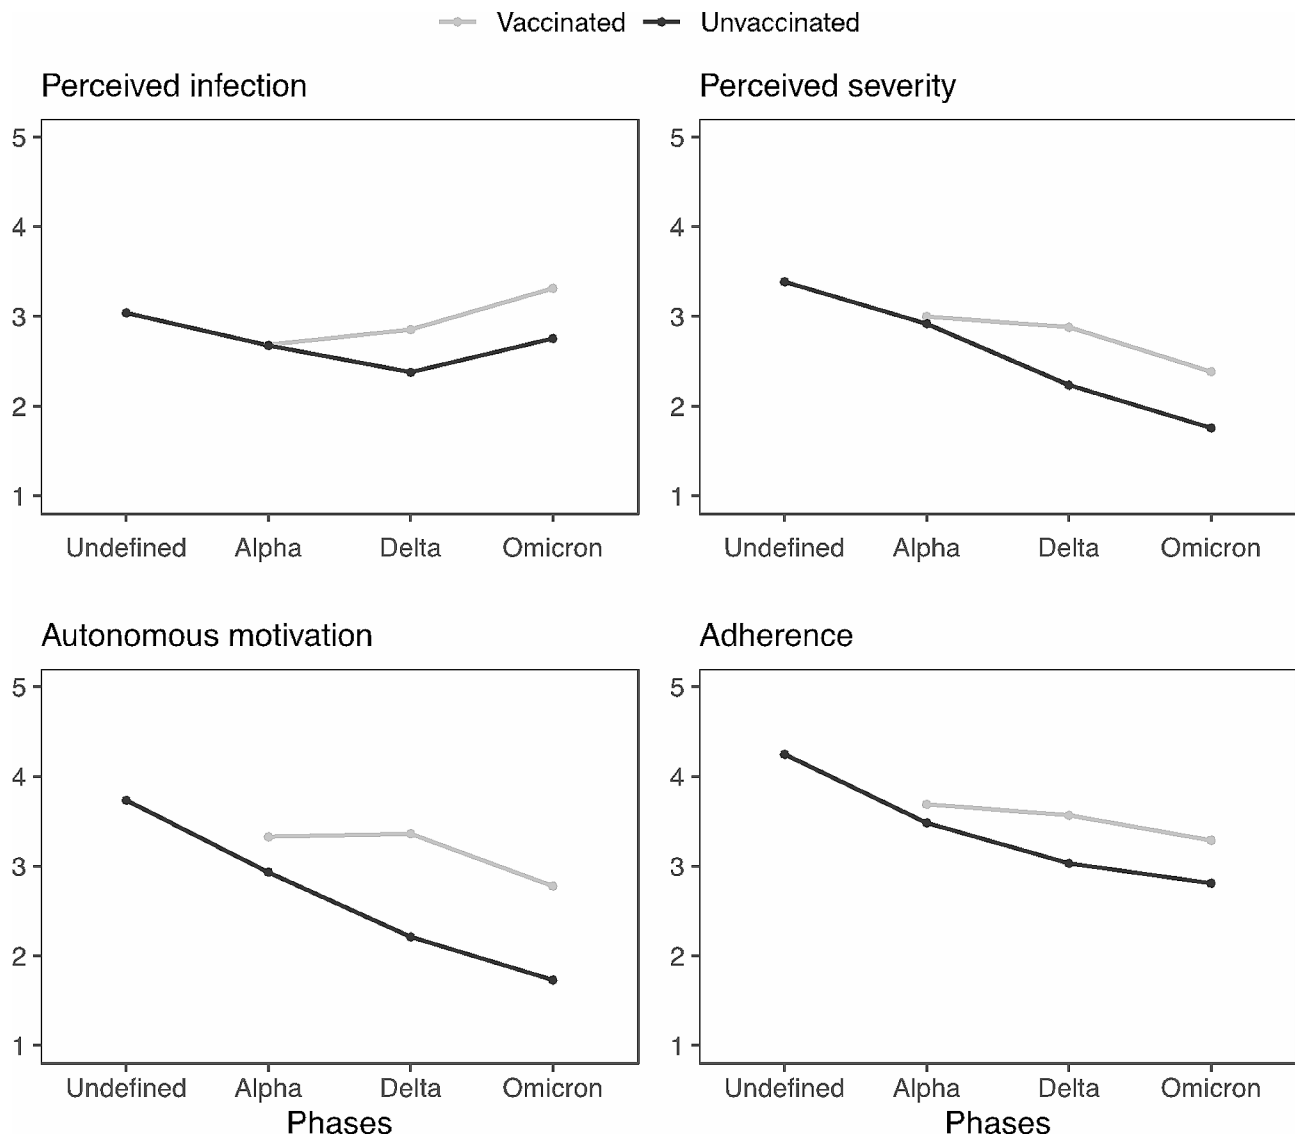 Vaccinated Unvaccinated
Perceived infection
5
4
3
2
1
Undefined Alpha Delta Omicron
Perceived severity
5
4
3
2
1
Undefined Alpha Delta Omicron
Autonomous motivation
5
4
3
2
1
Undefined Alpha Delta Omicron
Phases
Adherence
5
4
3
2
1
Undefined Alpha Delta Omicron
Phases